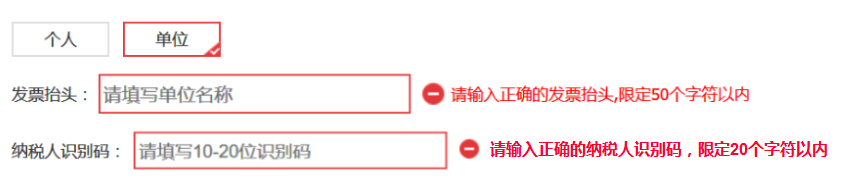 个人 单位
发票抬头： 请填写单位名称 请输入正确的发票抬头,限定50个字符以内
纳税人识别码： 请填写10-20位识别码 请输入正确的纳税人识别码，限定20个字符以内